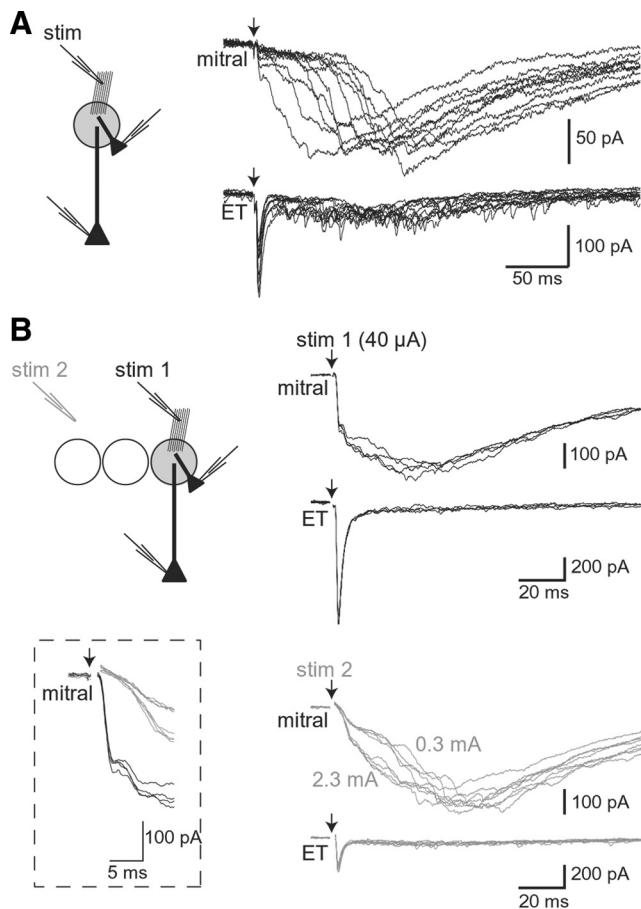 A
stim
mitral
50 pA
ET
100 pA
50 ms
B
stim 2
stim 1
stim 1 (40 µA)
mitral
100 pA
ET
200 pA
20 ms
mitral
100 pA
5 ms
stim 2
mitral
0.3 mA
2.3 mA
100 pA
ET
200 pA
20 ms